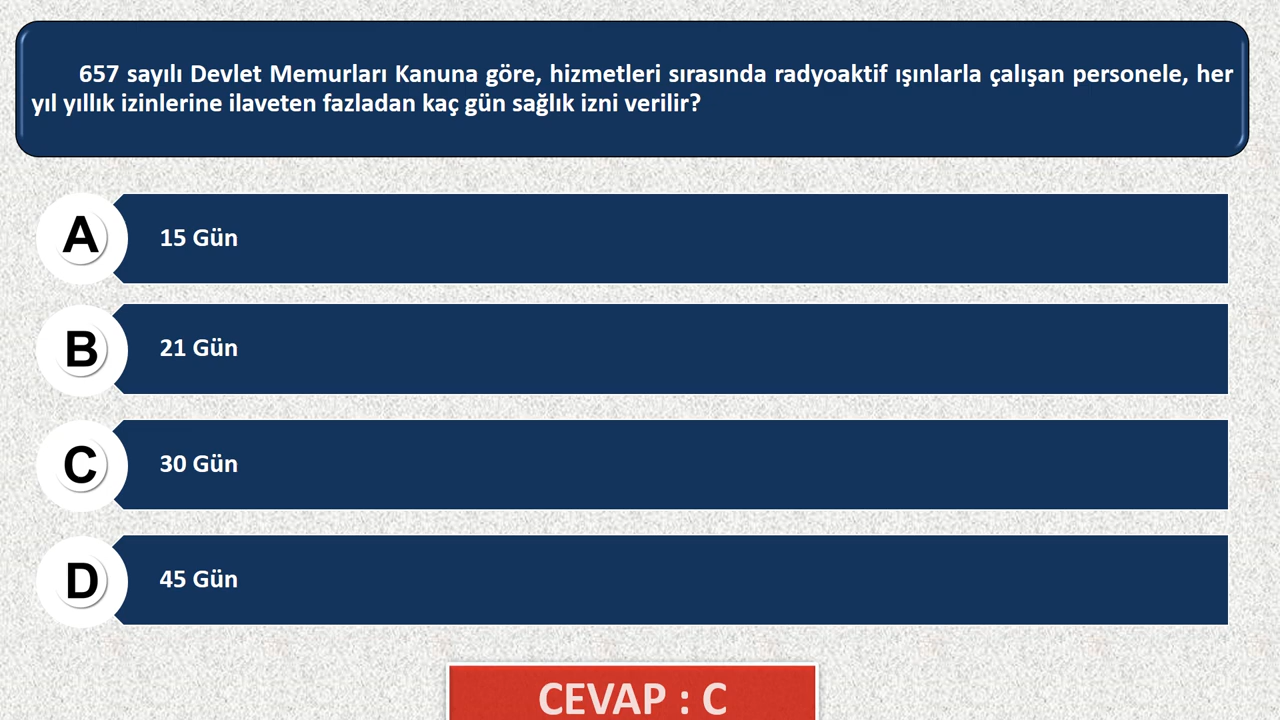 657 sayılı Devlet Memurları Kanuna göre, hizmetleri sırasında radyoaktif ışınlarla çalışan personele, her
yıl yıllık izinlerine ilaveten fazladan kaç gün sağlık izni verilir?
A 15 Gün
B 21 Gün
C 30 Gün
D 45 Gün
CEVAP : C